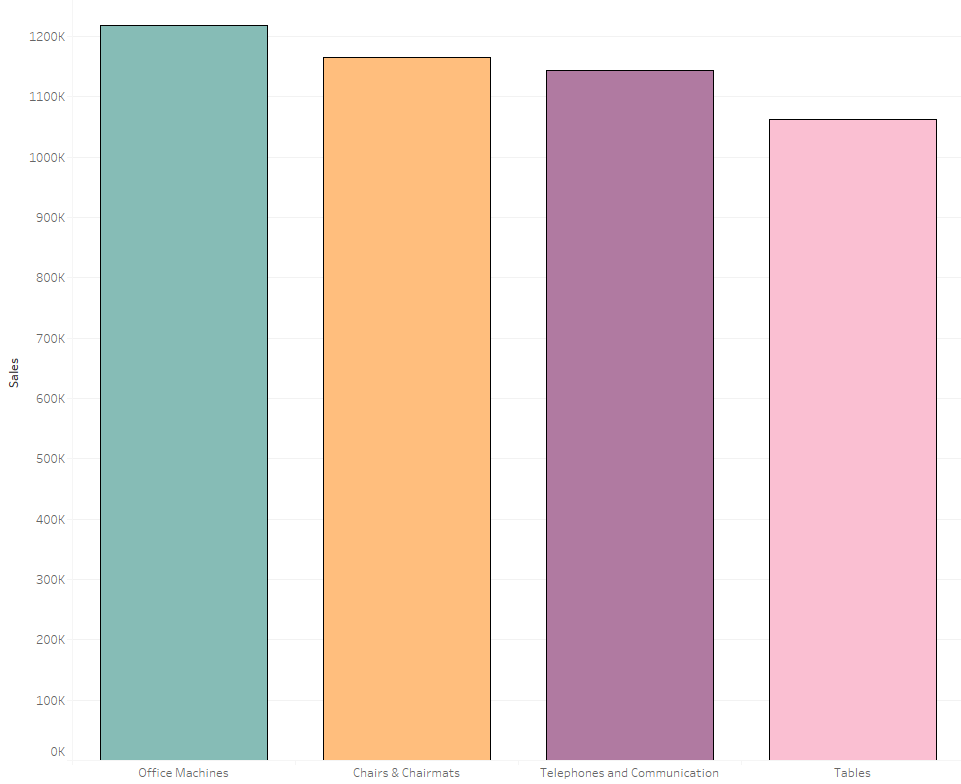 1200K
1100K
1000K
900K
800K
700K
600K
500K
400K
300K
200K
100K
0K
Sales
Office Machines
Chairs & Chairmats
Telephones and Communication
Tables